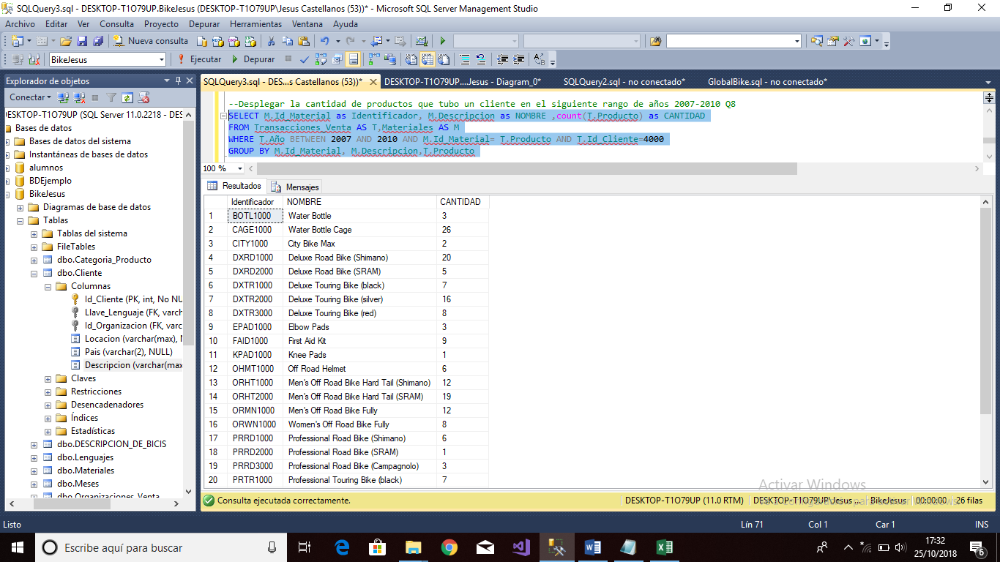 SQLQuery3.sql - DESKTOP-T1O79UP.BikeJesus (DESKTOP-T1O79UP\Jesus Castellanos (53))* - Microsoft SQL Server Management Studio
Archivo Editar Ver Consulta Proyecto Depurar Herramientas Ventana Ayuda
Nueva consulta
BikeJesus Ejecutar Depurar
Explorador de objetos
SQLQuery3.sql - DES...s Castellanos (53))* DESKTOP-T1O79UP....Jesus - Diagram_0* SQLQuery2.sql - no conectado* GlobalBike.sql - no conectado*
Conectar
ESKTOP-T1O79UP (SQL Server 11.0.2218 - DES
Bases de datos
Bases de datos del sistema
Instantáneas de bases de datos
alumnos
BDEjemplo
BikeJesus
Diagramas de base de datos
Tablas
Tablas del sistema
FileTables
dbo.Categoria_Producto
dbo.Cliente
Columnas
Id_Cliente (PK, int, No NU
Llave_Lenguaje (FK, varch
Id_Organizacion (FK, varc
Locacion (varchar(max), N
Pais (varchar(2), NULL)
Descripcion (varchar(max
Claves
Restricciones
Desencadenadores
Índices
Estadísticas
dbo.DESCRIPCION_DE_BICIS
dbo.Lenguajes
dbo.Materiales
dbo.Meses
dbo.Organizaciones_Venta
--Desplegar la cantidad de productos que tubo un cliente en el siguiente rango de años 2007-2010 Q8
SELECT M.Id_Material as Identificador, M.Descripcion as NOMBRE ,count(T.Producto) as CANTIDAD
FROM Transacciones_Venta AS T,Materiales AS M
WHERE T.Año BETWEEN 2007 AND 2010 AND M.Id_Material= T.Producto AND T.Id_Cliente=4000
GROUP BY M.Id_Material, M.Descripcion,T.Producto
100 %
Resultados Mensajes
Identificador NOMBRE CANTIDAD
1 BOTL1000 Water Bottle 3
2 CAGE1000 Water Bottle Cage 26
3 CITY1000 City Bike Max 2
4 DXRD1000 Deluxe Road Bike (Shimano) 20
5 DXRD2000 Deluxe Road Bike (SRAM) 5
6 DXTR1000 Deluxe Touring Bike (black) 7
7 DXTR2000 Deluxe Touring Bike (silver) 16
8 DXTR3000 Deluxe Touring Bike (red) 8
9 EPAD1000 Elbow Pads 3
10 FAID1000 First Aid Kit 9
11 KPAD1000 Knee Pads 1
12 OHMT1000 Off Road Helmet 6
13 ORHT1000 Men's Off Road Bike Hard Tail (Shimano) 12
14 ORHT2000 Men's Off Road Bike Hard Tail (SRAM) 19
15 ORMN1000 Men's Off Road Bike Fully 12
16 ORWN1000 Women's Off Road Bike Fully 8
17 PRRD1000 Professional Road Bike (Shimano) 6
18 PRRD2000 Professional Road Bike (SRAM) 1
19 PRRD3000 Professional Road Bike (Campagnolo) 3
20 PRTR1000 Professional Touring Bike (black) 7
Activar Windows
Consulta ejecutada correctamente. DESKTOP-T1O79UP (11.0 RTM) DESKTOP-T1O79UP\Jesus ... BikeJesus 00:00:00 26 filas
Listo Lín 71 Col 1 Car 1 INS
Escribe aquí para buscar
17:32
25/10/2018
6